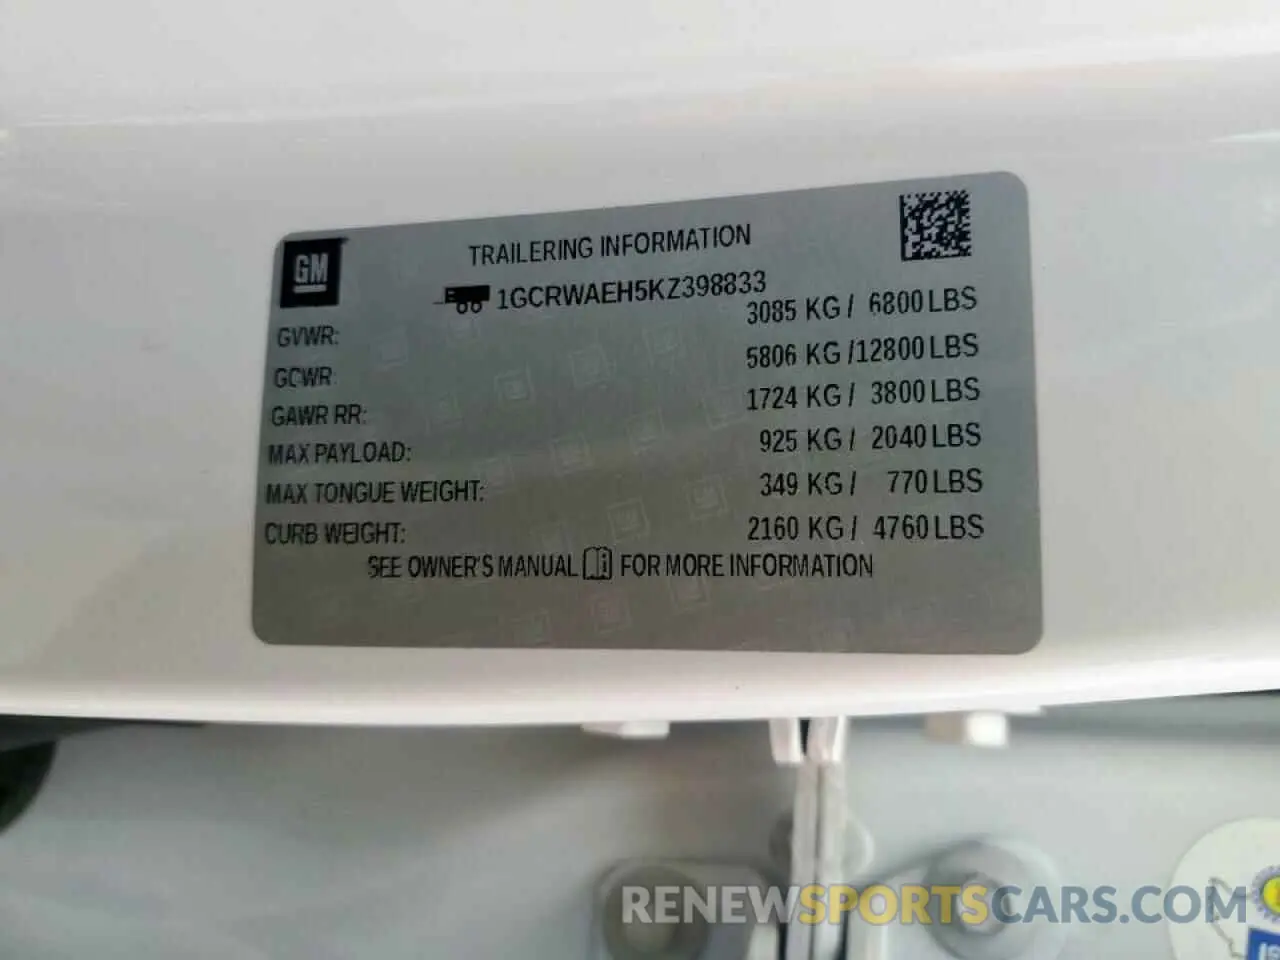 GM
TRAILERING INFORMATION
1GCRWAEH5KZ398833
GVWR: 3085 KG / 6800 LBS
GCWR 5806 KG /12800 LBS
GAWR RR: 1724 KG / 3800 LBS
MAX PAYLOAD: 925 KG / 2040 LBS
MAX TONGUE WEIGHT: 349 KG / 770 LBS
CURB WEIGHT: 2160 KG / 4760 LBS
SEE OWNER'S MANUAL FOR MORE INFORMATION
RENEWSPORTSCARS.COM